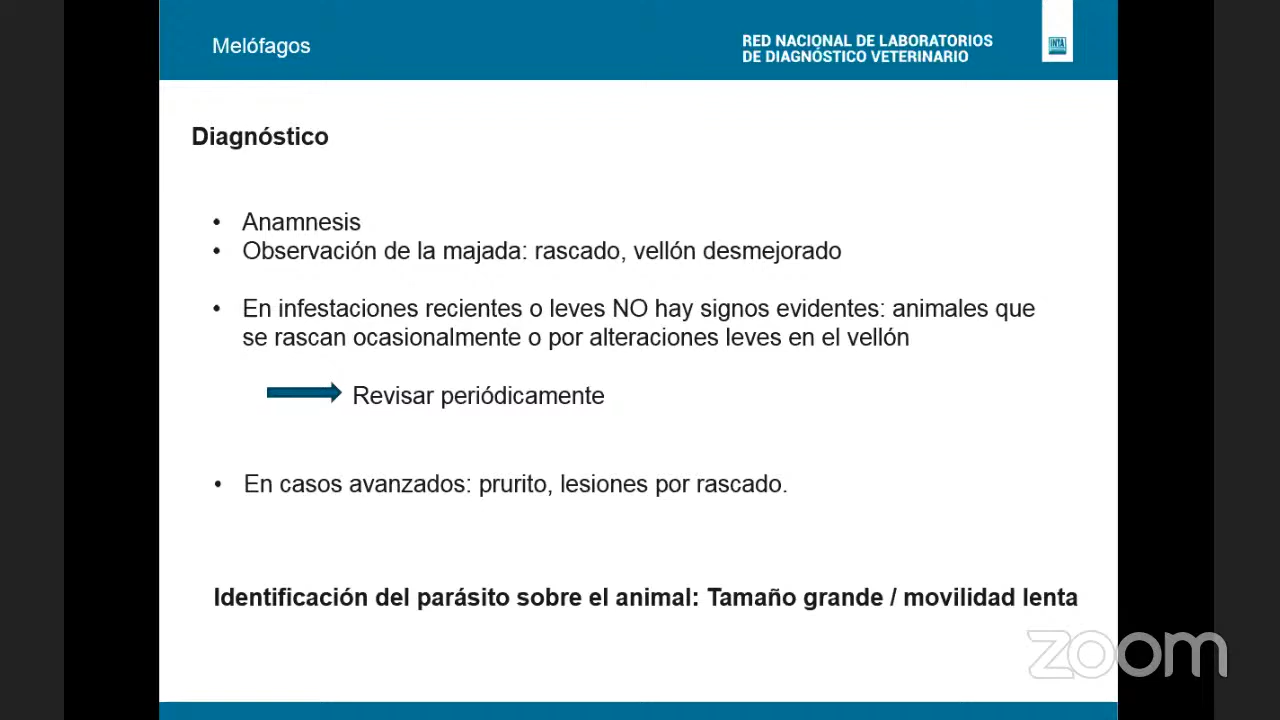 Melófagos
RED NACIONAL DE LABORATORIOS
DE DIAGNÓSTICO VETERINARIO
INTA
Diagnóstico
• Anamnesis
• Observación de la majada: rascado, vellón desmejorado
• En infestaciones recientes o leves NO hay signos evidentes: animales que
se rascan ocasionalmente o por alteraciones leves en el vellón
Revisar periódicamente
• En casos avanzados: prurito, lesiones por rascado.
Identificación del parásito sobre el animal: Tamaño grande / movilidad lenta
zoom